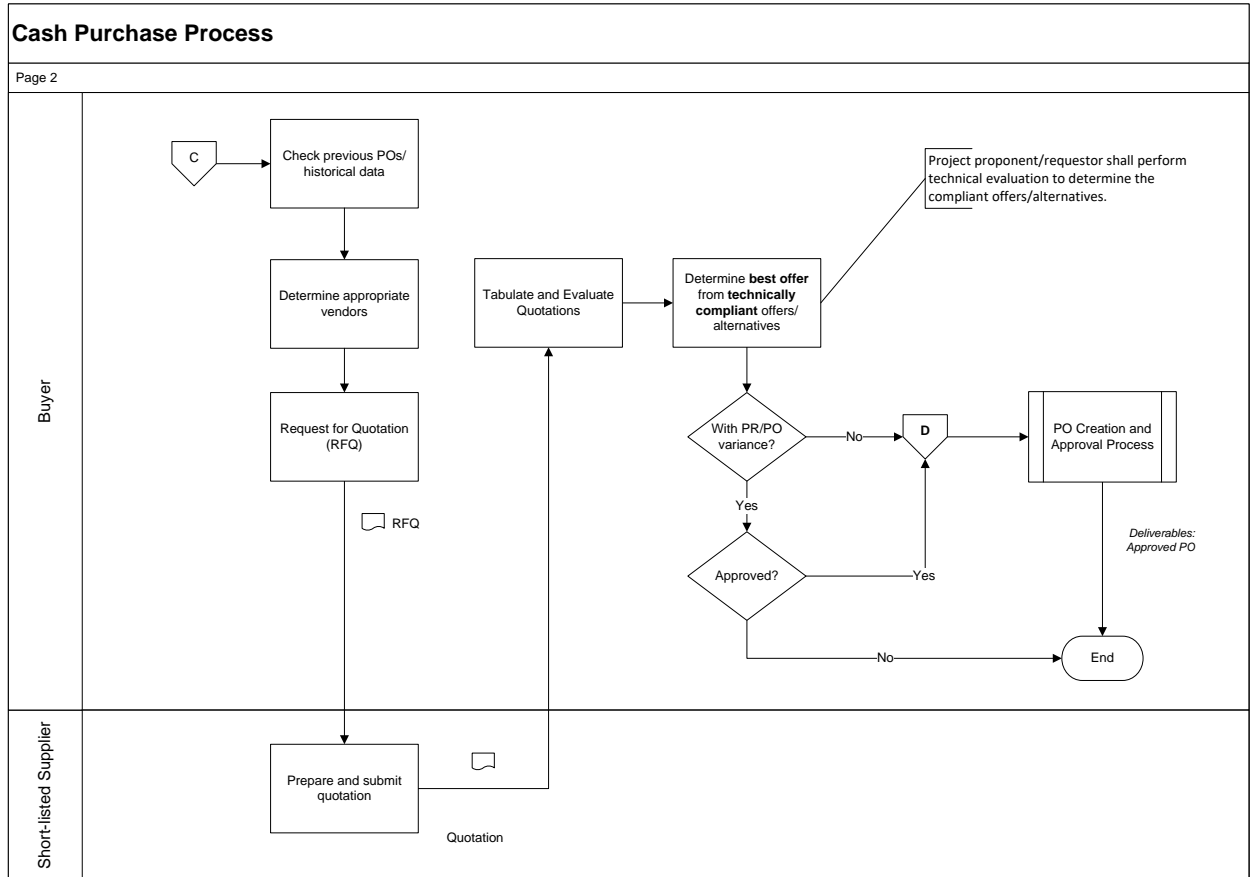 Cash Purchase Process
Page 2
Buyer
C
Check previous POs/
historical data
Determine appropriate
vendors
Request for Quotation
(RFQ)
RFQ
Tabulate and Evaluate
Quotations
Determine best offer
from technically
compliant offers/
alternatives
Project proponent/requestor shall perform
technical evaluation to determine the
compliant offers/alternatives.
With PR/PO
variance?
No
D
PO Creation and
Approval Process
Yes
Deliverables:
Approved PO
Approved?
Yes
No
End
Short-listed Supplier
Prepare and submit
quotation
Quotation